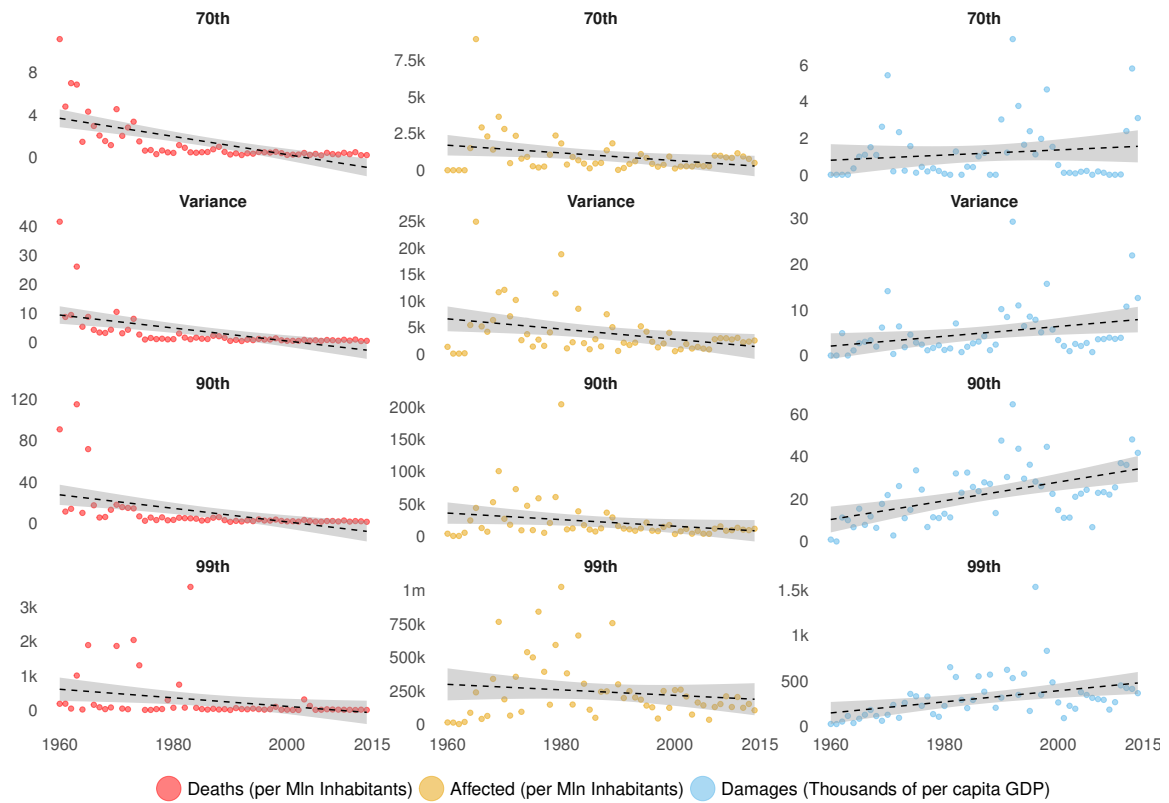 70th 70th 70th
8
4
0
7.5k
5k
2.5k
0
6
4
2
0
Variance Variance Variance
40
30
20
10
0
25k
20k
15k
10k
5k
0
30
20
10
0
90th 90th 90th
120
80
40
0
200k
150k
100k
50k
0
60
40
20
0
99th 99th 99th
3k
2k
1k
0
1m
750k
500k
250k
0
1.5k
1k
500
0
1960 1980 2000 2015 1960 1980 2000 2015 1960 1980 2000 2015
Deaths (per Mln Inhabitants) Affected (per Mln Inhabitants) Damages (Thousands of per capita GDP)